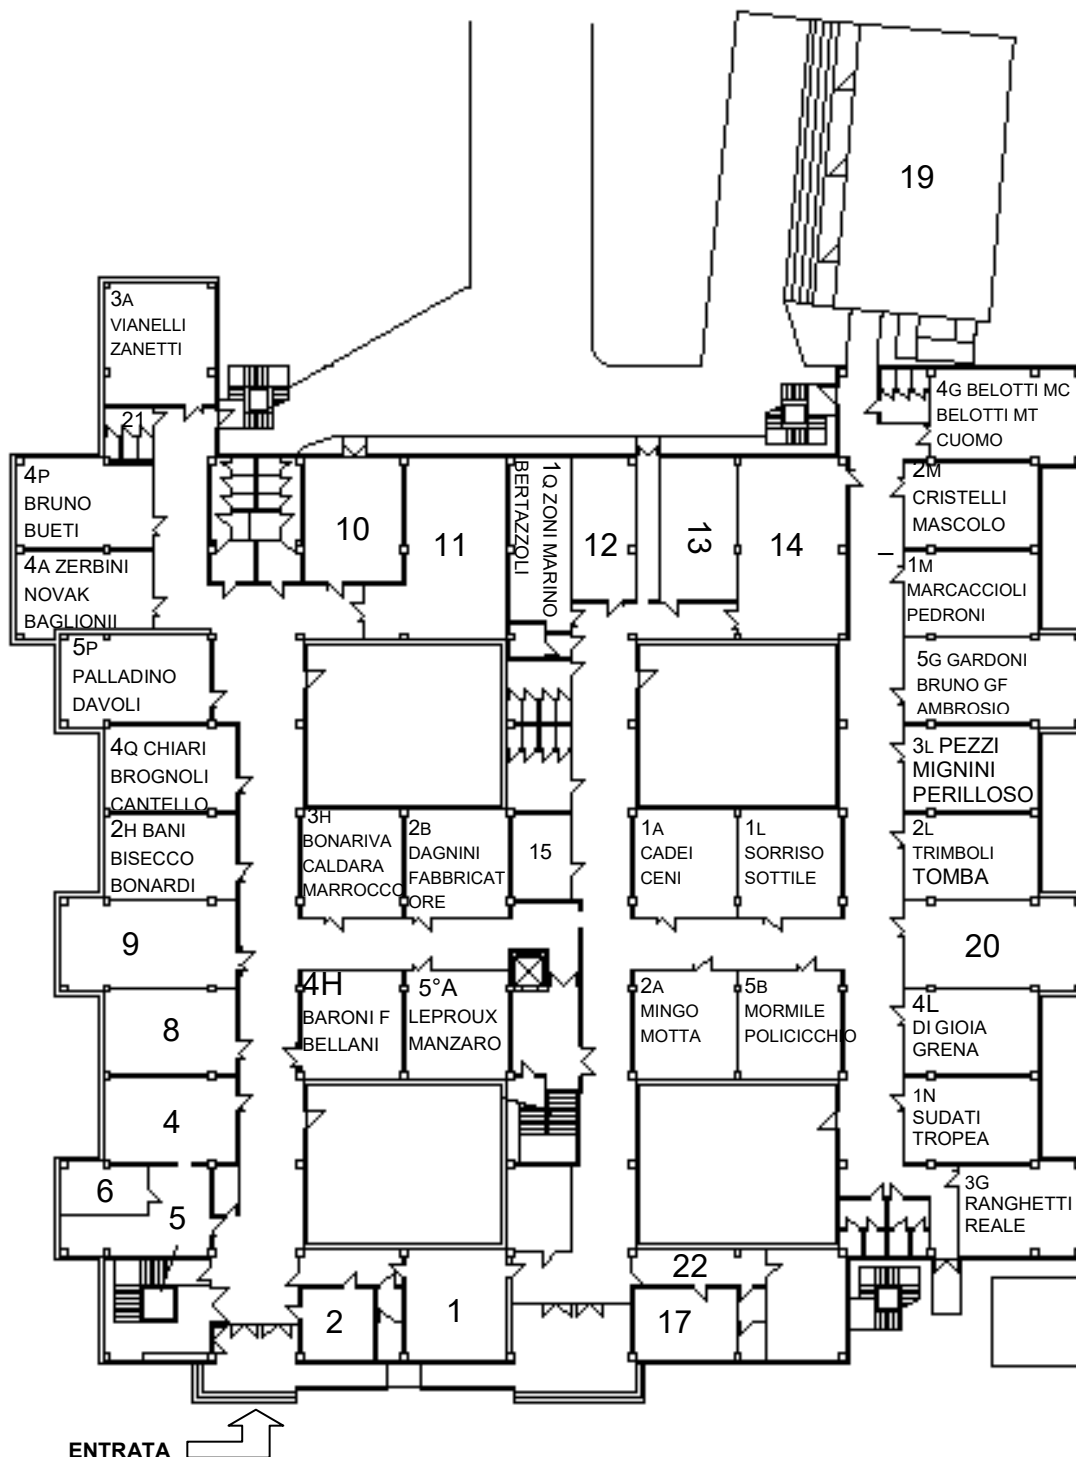 19
3A
VIANELLI
ZANETTI
21
4G BELOTTI MC
BELOTTI MT
CUOMO
4P
BRUNO
BUETI
10
11
1Q ZONI MARINO
BERTAZZOLI
12
13
14
2M
CRISTELLI
MASCOLO
4A ZERBINI
NOVAK
BAGLIONII
1M
MARCACCIOLI
PEDRONI
5P
PALLADINO
DAVOLI
5G GARDONI
BRUNO GF
AMBROSIO
4Q CHIARI
BROGNOLI
CANTELLO
3L PEZZI
MIGNINI
PERILLOSO
2H BANI
BISECCO
BONARDI
3H
BONARIVA
CALDARA
MARROCCO
2B
DAGNINI
FABBRICAT
ORE
15
1A
CADEI
CENI
1L
SORRISO
SOTTILE
2L
TRIMBOLI
TOMBA
9
20
8
4H
BARONI F
BELLANI
5°A
LEPROUX
MANZARO
2A
MINGO
MOTTA
5B
MORMILE
POLICICCHIO
4L
DI GIOIA
GRENA
4
1N
SUDATI
TROPEA
6
5
3G
RANGHETTI
REALE
22
2
1
17
ENTRATA